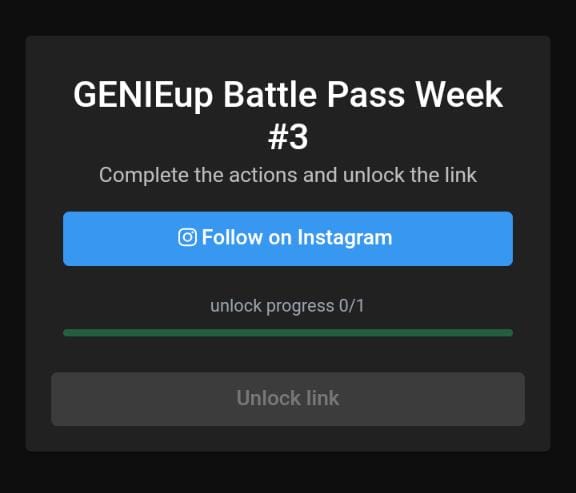 GENIEup Battle Pass Week
#3
Complete the actions and unlock the link
Follow on Instagram
unlock progress 0/1
Unlock link